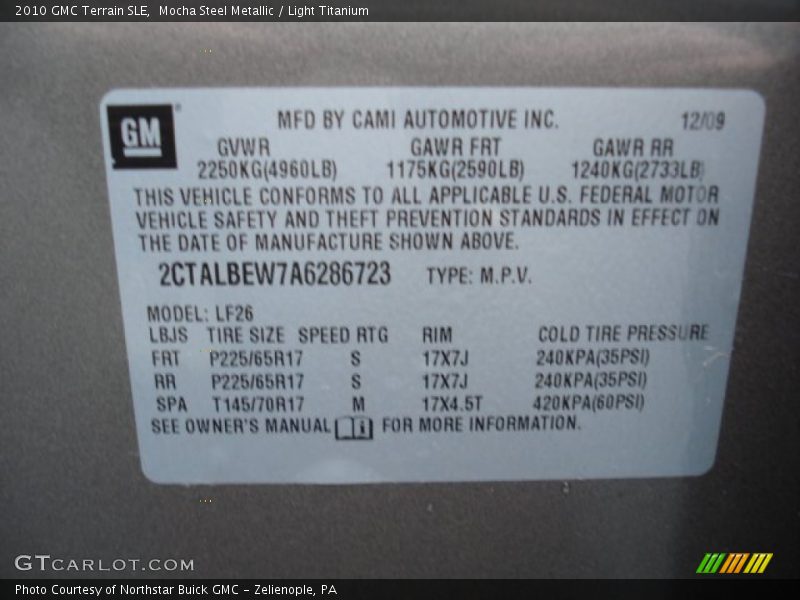 2010 GMC Terrain SLE, Mocha Steel Metallic / Light Titanium
GM
MFD BY CAMI AUTOMOTIVE INC. 12/09
GVWR GAWR FRT GAWR RR
2250KG(4960LB) 1175KG(2590LB) 1240KG(2733LB)
THIS VEHICLE CONFORMS TO ALL APPLICABLE U.S. FEDERAL MOTOR
VEHICLE SAFETY AND THEFT PREVENTION STANDARDS IN EFFECT ON
THE DATE OF MANUFACTURE SHOWN ABOVE.
2CTALBEW7A6286723 TYPE: M.P.V.
MODEL: LF26
LBJS TIRE SIZE SPEED RTG RIM COLD TIRE PRESSURE
FRT P225/65R17 S 17X7J 240KPA(35PSI)
RR P225/65R17 S 17X7J 240KPA(35PSI)
SPA T145/70R17 M 17X4.5T 420KPA(60PSI)
SEE OWNER'S MANUAL FOR MORE INFORMATION.
GTCARLOT.COM
Photo Courtesy of Northstar Buick GMC - Zelienople, PA